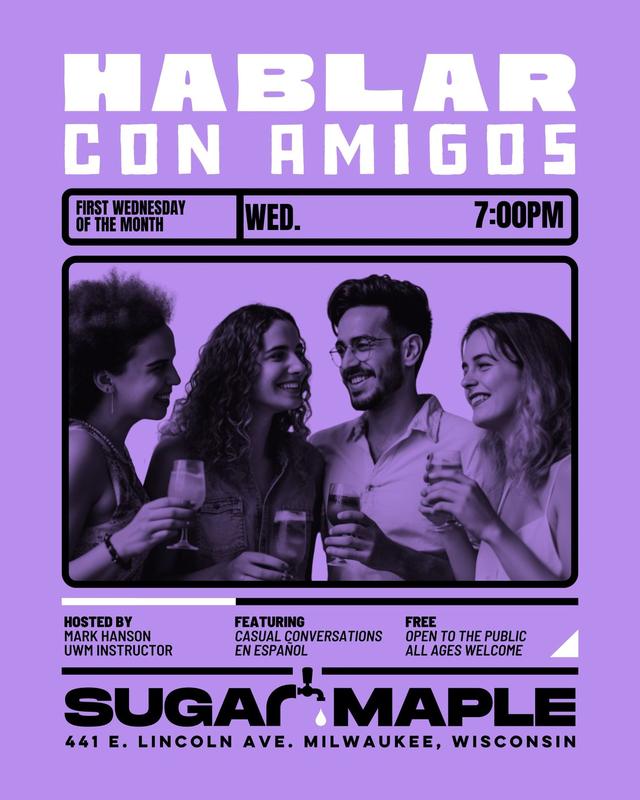 HABLAR
CON AMIGOS
FIRST WEDNESDAY
OF THE MONTH
WED.
7:00PM
HOSTED BY
MARK HANSON
UWM INSTRUCTOR
FEATURING
CASUAL CONVERSATIONS
EN ESPAÑOL
FREE
OPEN TO THE PUBLIC
ALL AGES WELCOME
SUGAR MAPLE
441 E. LINCOLN AVE. MILWAUKEE, WISCONSIN